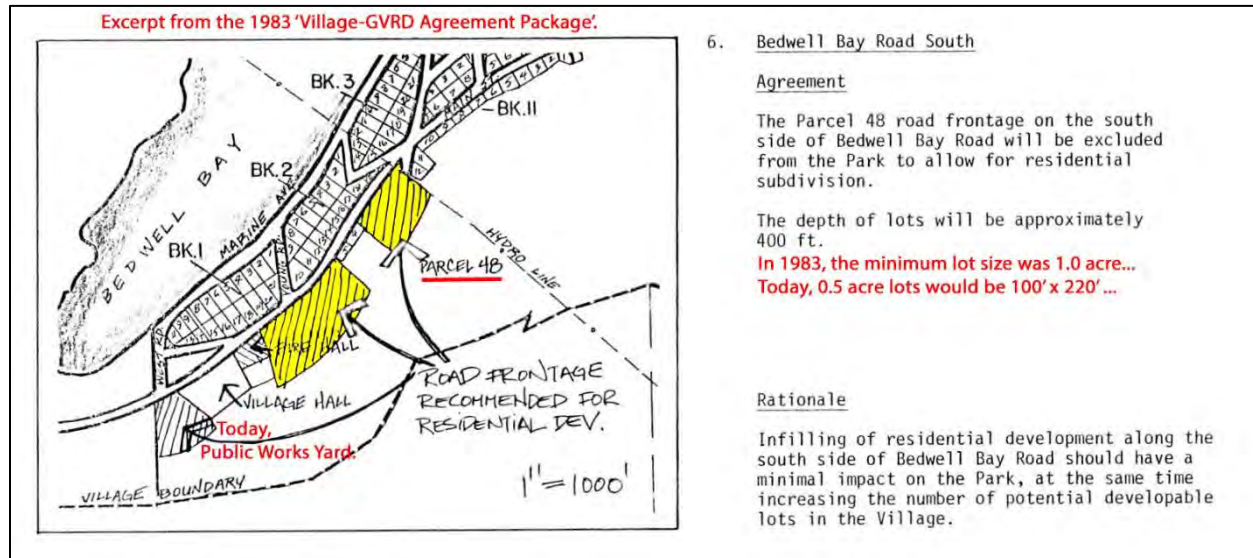 Excerpt from the 1983 ‘Village-GVRD Agreement Package’.
BK.3
BK.11
BK.2
BK.1
BEDWELL BAY
MARINE AVE
YOUNG RD
WEST RD
HYDRO LINE
PARCEL 48
FIRE HALL
VILLAGE HALL
ROAD FRONTAGE
RECOMMENDED FOR
RESIDENTIAL DEV.
Today,
Public Works Yard.
VILLAGE BOUNDARY
1"=1000'
6. Bedwell Bay Road South
Agreement
The Parcel 48 road frontage on the south
side of Bedwell Bay Road will be excluded
from the Park to allow for residential
subdivision.
The depth of lots will be approximately
400 ft.
In 1983, the minimum lot size was 1.0 acre...
Today, 0.5 acre lots would be 100’ x 220’ ...
Rationale
Infilling of residential development along the
south side of Bedwell Bay Road should have a
minimal impact on the Park, at the same time
increasing the number of potential developable
lots in the Village.